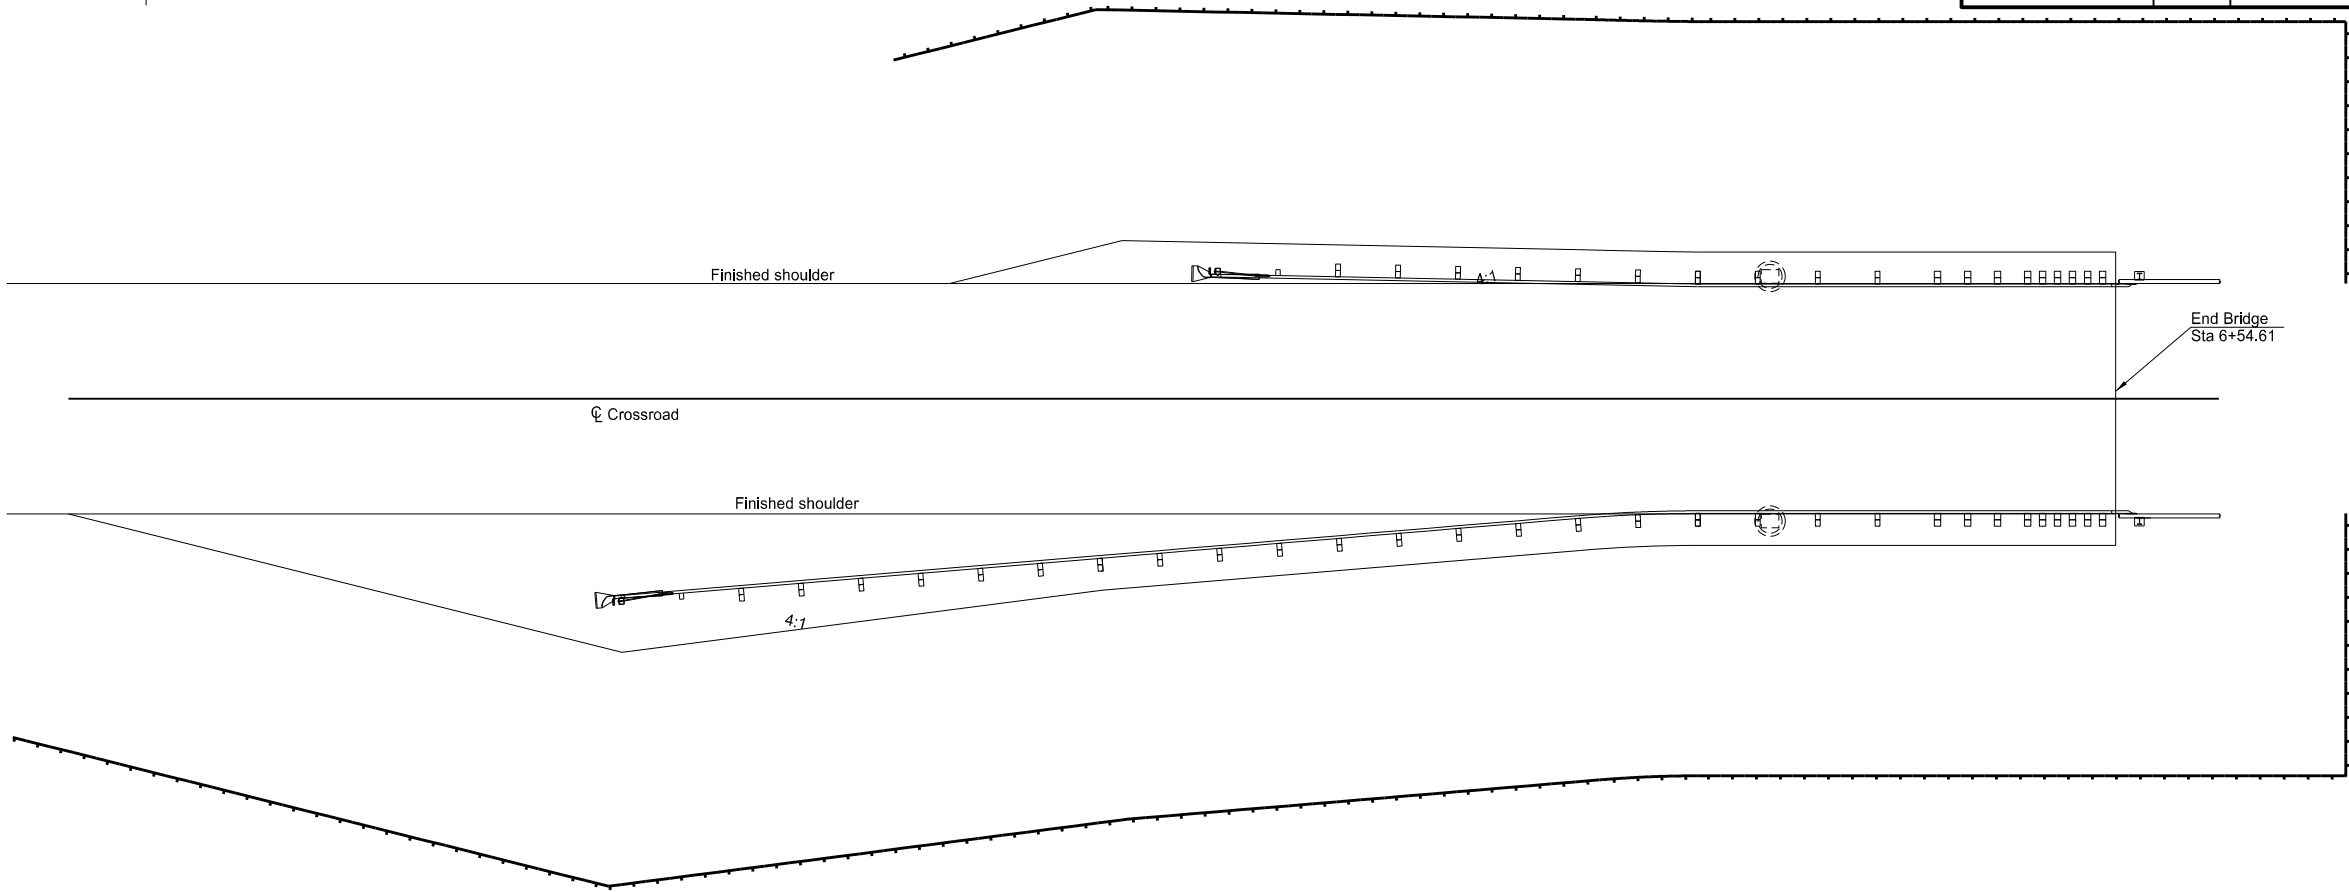 Finished shoulder
4:1
End Bridge
Sta 6+54.61
℄ Crossroad
Finished shoulder
4:1